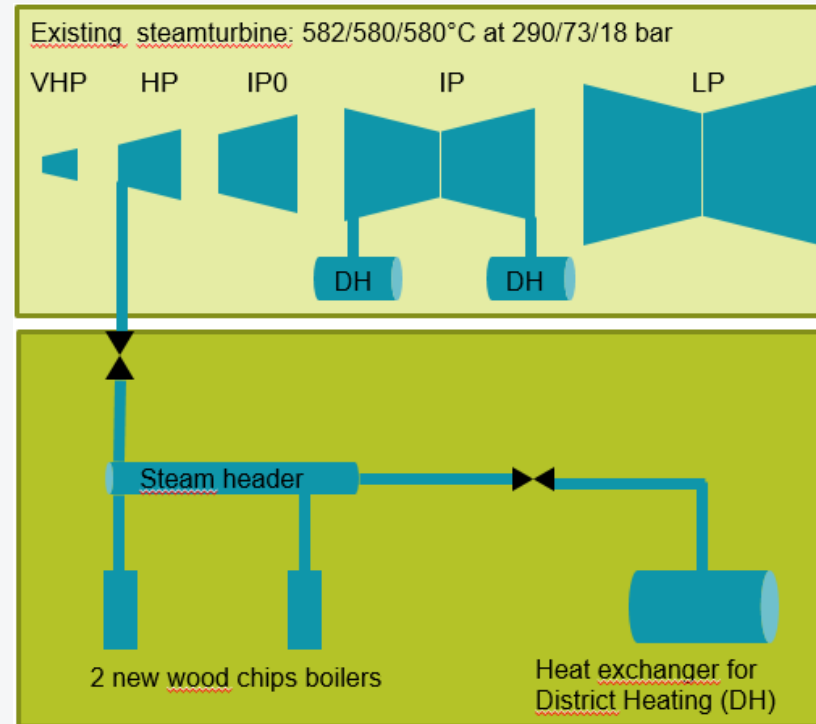 Existing steamturbine: 582/580/580°C at 290/73/18 bar
VHP HP IP0 IP LP
DH DH
Steam header
2 new wood chips boilers
Heat exchanger for
District Heating (DH)